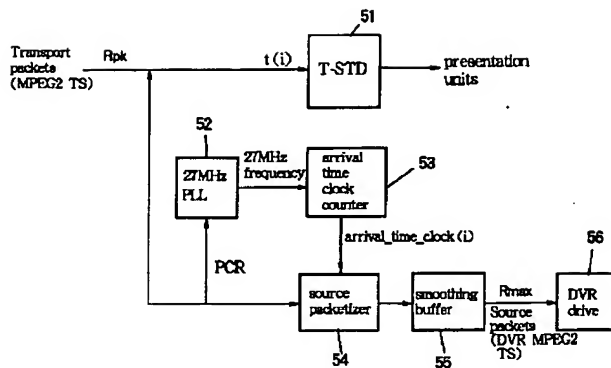 51
Transport
packets
(MPEG2 TS)
Rpk
t(i)
T-STD
presentation
units
52
27MHz
PLL
27MHz
frequency
arrival
time
clock
counter
53
arrival_time_clock(i)
PCR
source
packetizer
54
smoothing
buffer
55
Rmax
Source
packets
(DVR MPEG2
TS)
56
DVR
drive